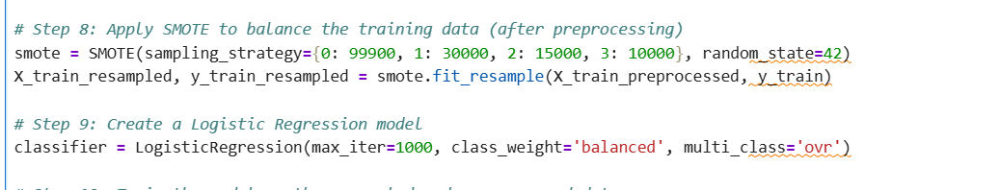 # Step 8: Apply SMOTE to balance the training data (after preprocessing)
smote = SMOTE(sampling_strategy={0: 99900, 1: 30000, 2: 15000, 3: 10000}, random_state=42)
X_train_resampled, y_train_resampled = smote.fit_resample(X_train_preprocessed, y_train)
# Step 9: Create a Logistic Regression model
classifier = LogisticRegression(max_iter=1000, class_weight='balanced', multi_class='ovr')